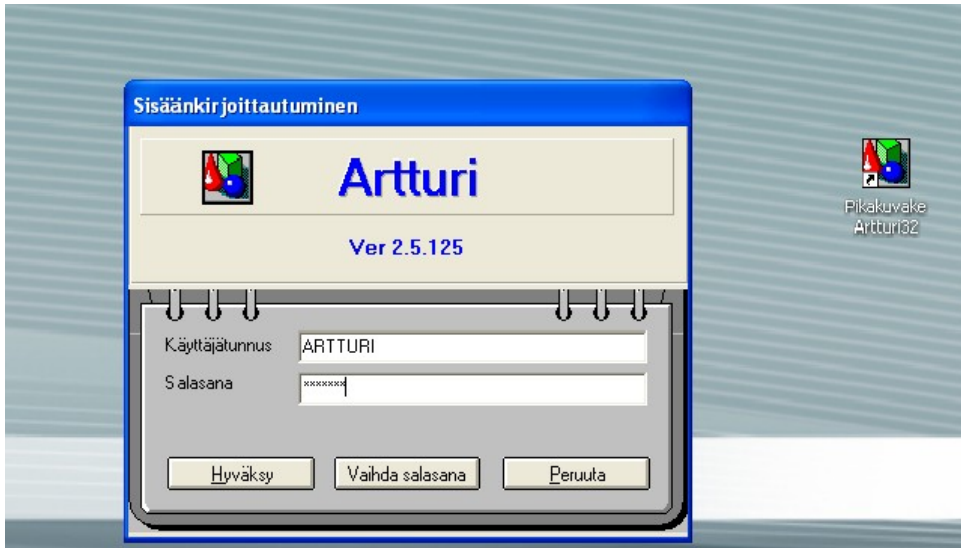 Sisäänkirjoittautuminen
Artturi
Ver 2.5.125
Käyttäjätunnus ARTTURI
Salasana *******
Hyväksy Vaihda salasana Peruuta
Pikakuvake
Artturi32